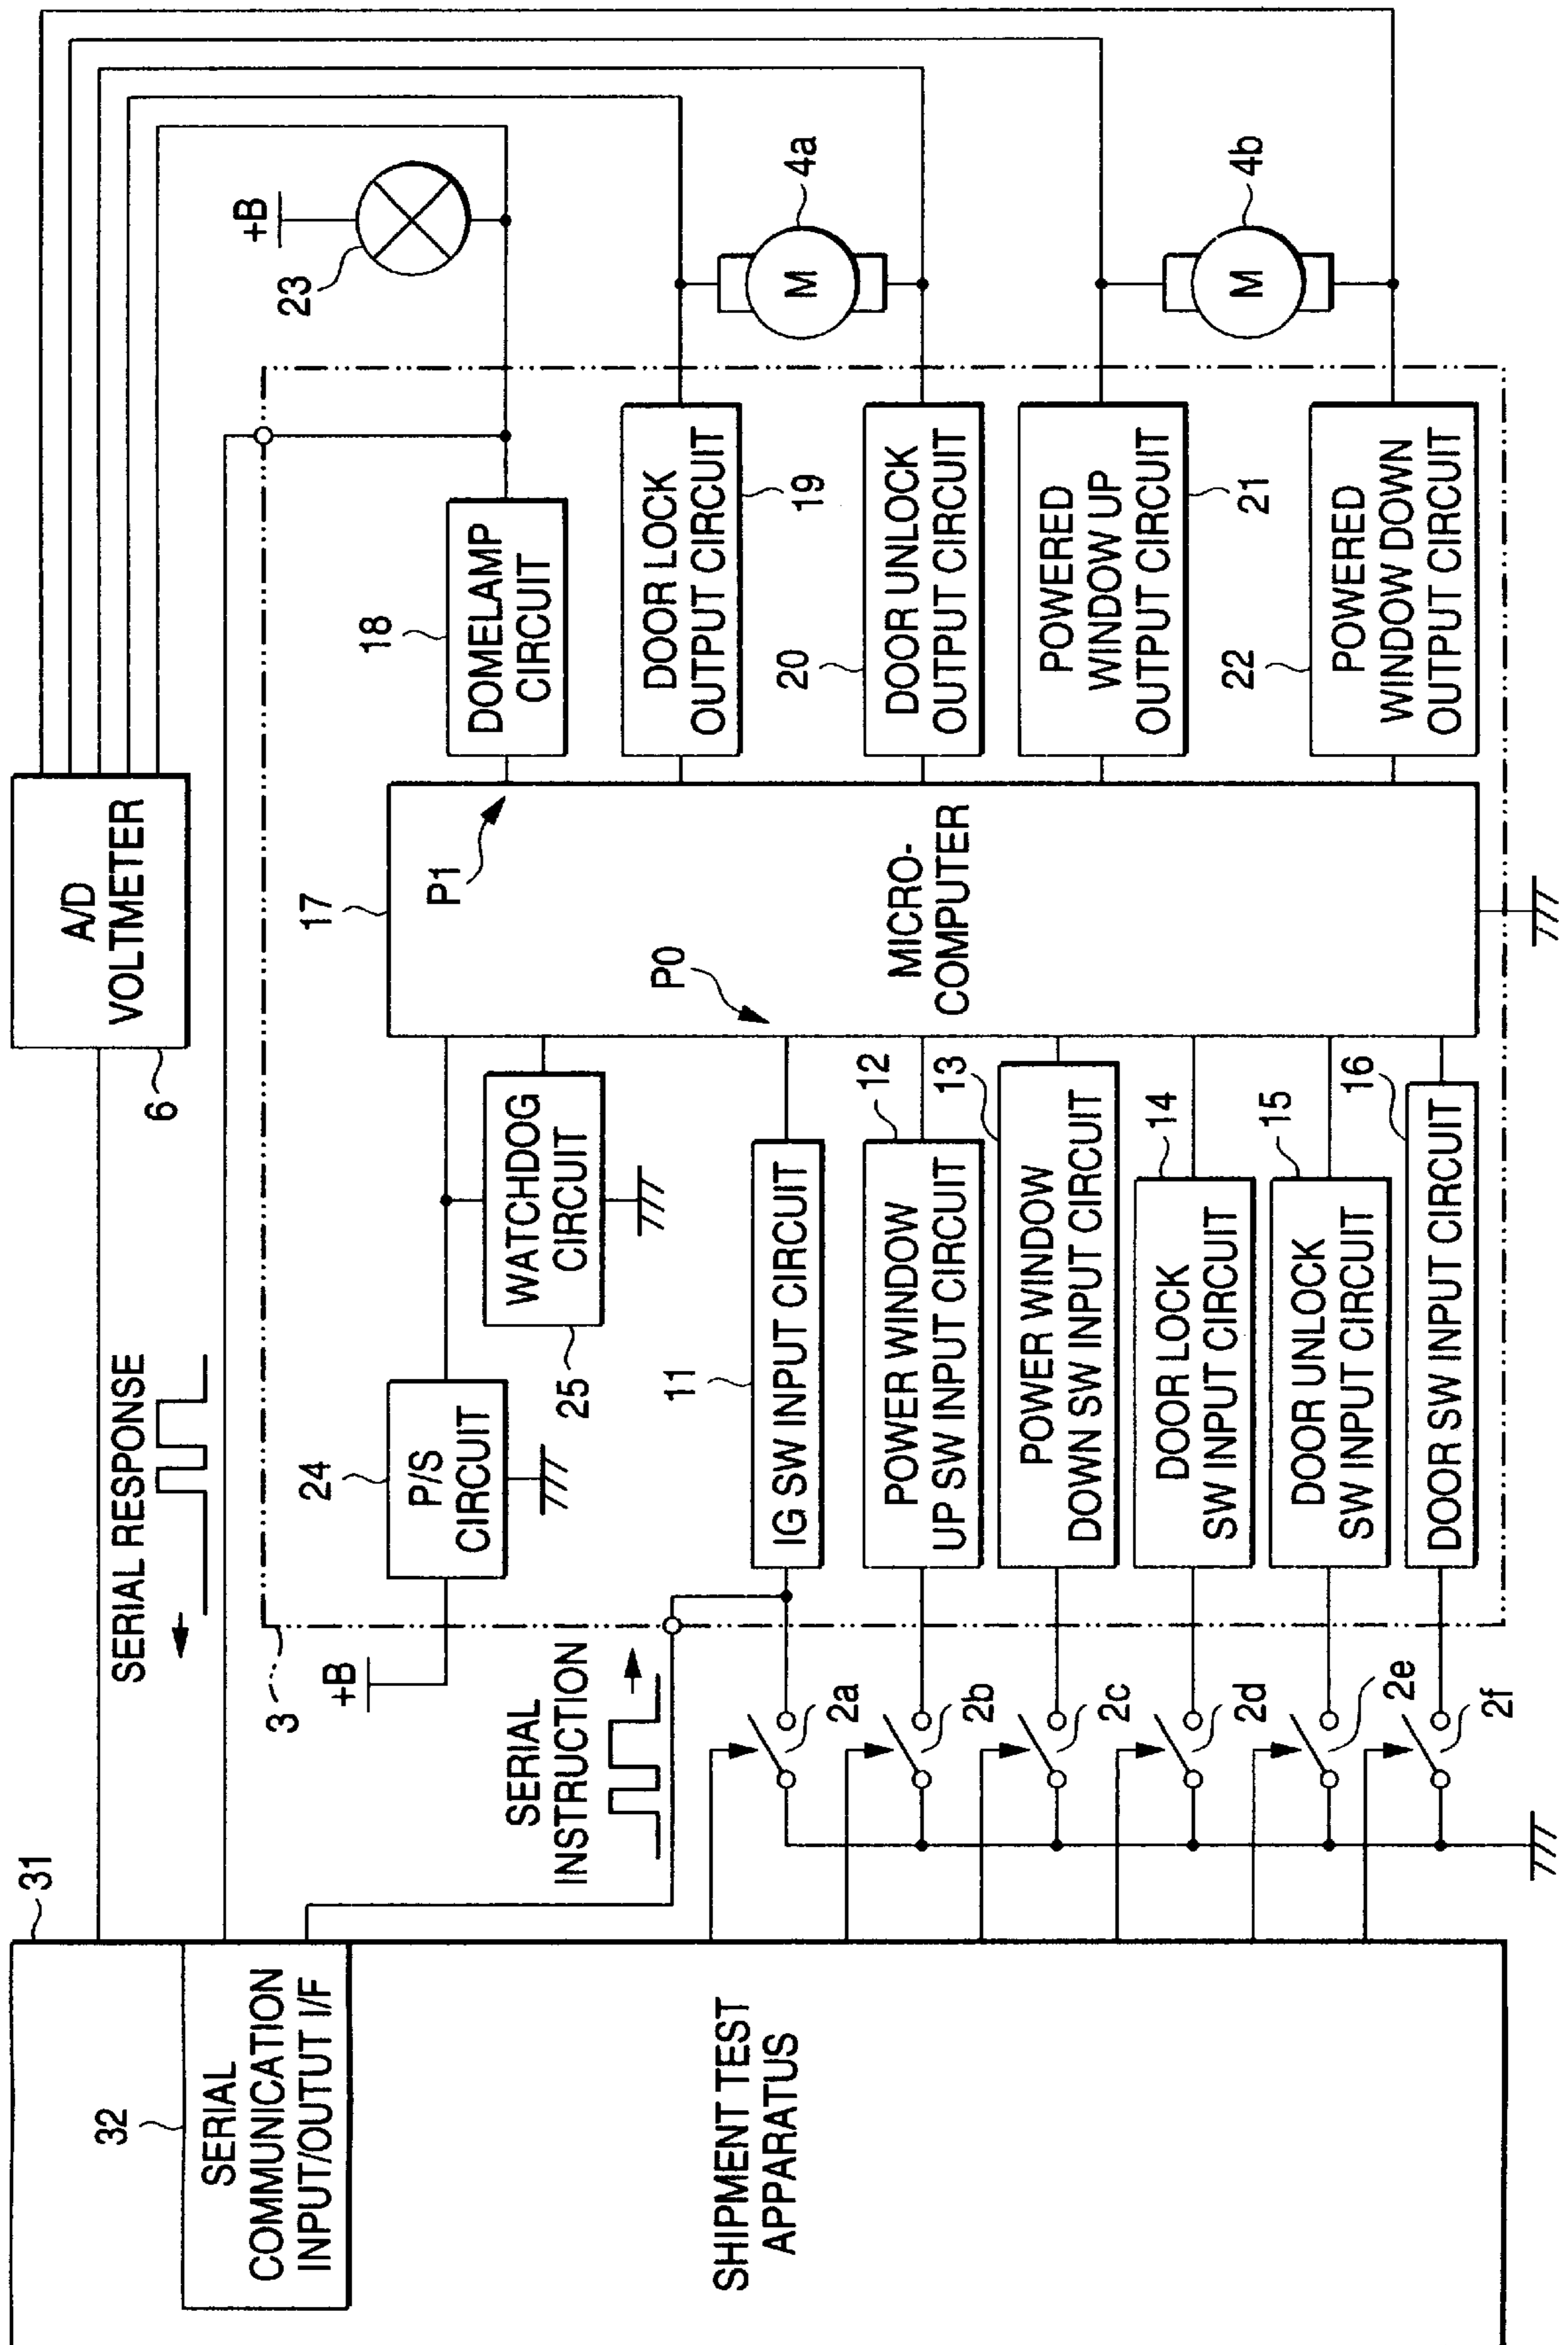 31
32
SERIAL
COMMUNICATION
INPUT/OUTUT I/F
SHIPMENT TEST
APPARATUS
SERIAL RESPONSE
SERIAL
INSTRUCTION
6
A/D
VOLTMETER
3
+B
24
P/S
CIRCUIT
25
WATCHDOG
CIRCUIT
2a
2b
2c
2d
2e
2f
11
IG SW INPUT CIRCUIT
12
POWER WINDOW
UP SW INPUT CIRCUIT
13
POWER WINDOW
DOWN SW INPUT CIRCUIT
14
DOOR LOCK
SW INPUT CIRCUIT
15
DOOR UNLOCK
SW INPUT CIRCUIT
16
DOOR SW INPUT CIRCUIT
17
P0
P1
MICRO-
COMPUTER
18
DOMELAMP
CIRCUIT
DOOR LOCK
OUTPUT CIRCUIT
19
20
DOOR UNLOCK
OUTPUT CIRCUIT
POWERED
WINDOW UP
OUTPUT CIRCUIT
21
22
POWERED
WINDOW DOWN
OUTPUT CIRCUIT
+B
23
M
4a
M
4b